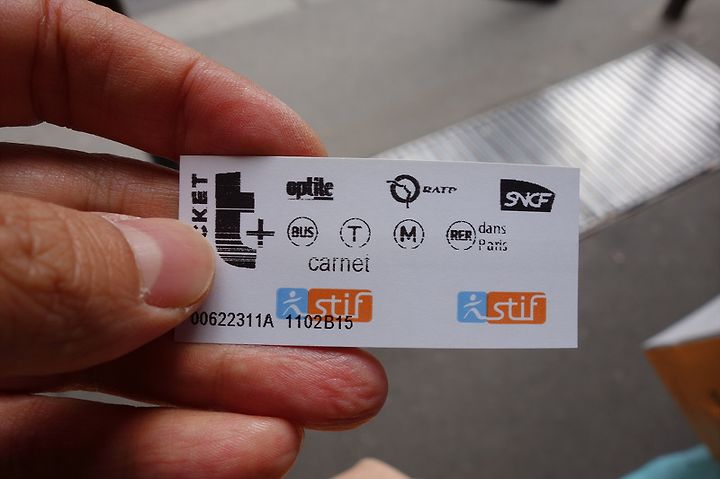 CKET t+
optile RATP SNCF
BUS T M RER dans Paris
carnet
stif stif
00622311A 1102B15